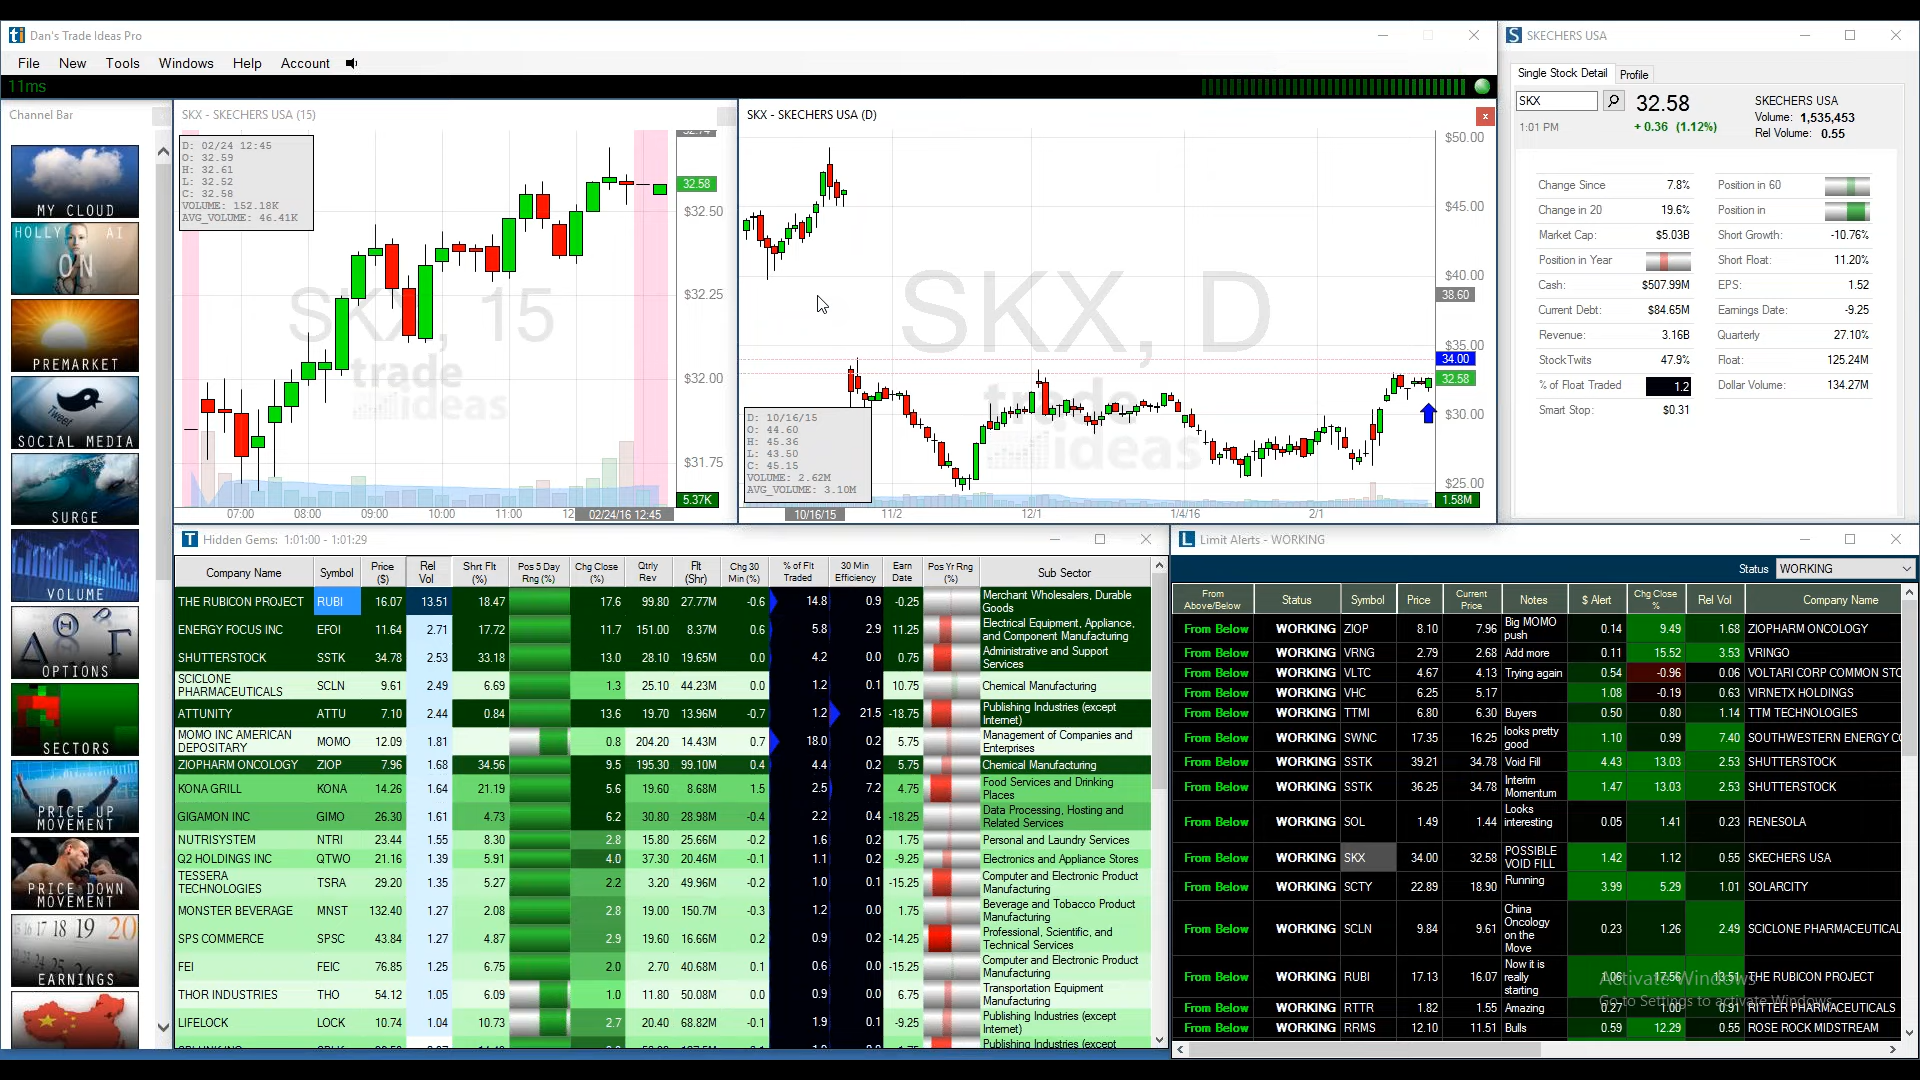 Dan's Trade Ideas Pro
File New Tools Windows Help Account
11ms
Channel Bar
MY CLOUD
HOLLY AI
ON
PREMARKET
Tweet
SOCIAL MEDIA
SURGE
VOLUME
OPTIONS
SECTORS
PRICE UP
MOVEMENT
PRICE DOWN
MOVEMENT
17 18 19 20
EARNINGS
SKX - SKECHERS USA (15)
D: 02/24 12:45
O: 32.59
H: 32.61
L: 32.52
C: 32.58
VOLUME: 152.18K
AVG_VOLUME: 46.41K
SKX, 15
trade
ideas
32.58
$32.50
$32.25
$32.00
$31.75
5.37K
07:00 08:00 09:00 10:00 11:00 12 02/24/16 12:45
SKX - SKECHERS USA (D)
SKX, D
trade
ideas
D: 10/16/15
O: 44.60
H: 45.36
L: 43.50
C: 45.15
VOLUME: 2.62M
AVG_VOLUME: 3.10M
$50.00
$45.00
$40.00
38.60
$35.00
34.00
32.58
$30.00
$25.00
1.58M
10/16/15 11/2 12/1 1/4/16 2/1
SKECHERS USA
Single Stock Detail Profile
SKX 32.58 SKECHERS USA
Volume: 1,535,453
1:01 PM + 0.36 (1.12%) Rel Volume: 0.55
Change Since 7.8% Position in 60
Change in 20 19.6% Position in
Market Cap: $5.03B Short Growth: -10.76%
Position in Year Short Float: 11.20%
Cash: $507.99M EPS: 1.52
Current Debt: $84.65M Earnings Date: -9.25
Revenue: 3.16B Quarterly 27.10%
StockTwits 47.9% Float: 125.24M
% of Float Traded 1.2 Dollar Volume: 134.27M
Smart Stop: $0.31
Hidden Gems: 1:01:00 - 1:01:29
Company Name Symbol Price ($) Rel Vol Shrt Flt (%) Pos 5 Day Rng (%) Chg Close (%) Qtrly Rev Flt (Shr) Chg 30 Min (%) % of Flt Traded 30 Min Efficiency Earn Date Pos Yr Rng (%) Sub Sector
THE RUBICON PROJECT RUBI 16.07 13.51 18.47 17.6 99.80 27.77M -0.6 14.8 0.9 -0.25 Merchant Wholesalers, Durable Goods
ENERGY FOCUS INC EFOI 11.64 2.71 17.72 11.7 151.00 8.37M 0.6 5.8 2.9 11.25 Electrical Equipment, Appliance, and Component Manufacturing
SHUTTERSTOCK SSTK 34.78 2.53 33.18 13.0 28.10 19.65M 0.0 4.2 0.0 0.75 Administrative and Support Services
SCICLONE PHARMACEUTICALS SCLN 9.61 2.49 6.69 1.3 25.10 44.23M 0.0 1.2 0.1 10.75 Chemical Manufacturing
ATTUNITY ATTU 7.10 2.44 0.84 13.6 19.70 13.96M -0.7 1.2 21.5 -18.75 Publishing Industries (except Internet)
MOMO INC AMERICAN DEPOSITARY MOMO 12.09 1.81 0.8 204.20 14.43M 0.7 18.0 0.2 5.75 Management of Companies and Enterprises
ZIOPHARM ONCOLOGY ZIOP 7.96 1.68 34.56 9.5 195.30 99.10M 0.4 4.4 0.2 5.75 Chemical Manufacturing
KONA GRILL KONA 14.26 1.64 21.19 5.6 19.60 8.68M 1.5 2.5 7.2 4.75 Food Services and Drinking Places
GIGAMON INC GIMO 26.30 1.61 4.73 6.2 30.80 28.98M -0.4 2.2 0.4 -18.25 Data Processing, Hosting and Related Services
NUTRISYSTEM NTRI 23.44 1.55 8.30 2.8 15.80 25.66M -0.2 1.6 0.2 1.75 Personal and Laundry Services
Q2 HOLDINGS INC QTWO 21.16 1.39 5.91 4.0 37.30 20.46M -0.1 1.1 0.2 -9.25 Electronics and Appliance Stores
TESSERA TECHNOLOGIES TSRA 29.20 1.35 5.27 2.2 3.20 49.96M -0.2 1.0 0.1 -15.25 Computer and Electronic Product Manufacturing
MONSTER BEVERAGE MNST 132.40 1.27 2.08 2.8 19.00 150.7M -0.3 1.2 0.0 1.75 Beverage and Tobacco Product Manufacturing
SPS COMMERCE SPSC 43.84 1.27 4.87 2.9 19.60 16.66M 0.2 0.9 0.2 -14.25 Professional, Scientific, and Technical Services
FEI FEIC 76.85 1.25 6.75 2.0 2.70 40.68M 0.1 0.6 0.0 -15.25 Computer and Electronic Product Manufacturing
THOR INDUSTRIES THO 54.12 1.05 6.09 1.0 11.80 50.08M 0.0 0.9 0.0 6.75 Transportation Equipment Manufacturing
LIFELOCK LOCK 10.74 1.04 10.73 2.7 20.40 68.82M -0.1 1.9 0.1 -9.25 Publishing Industries (except Internet)
Publishing Industries (except
Limit Alerts - WORKING
Status WORKING
From Above/Below Status Symbol Price Current Price Notes $ Alert Chg Close % Rel Vol Company Name
From Below WORKING ZIOP 8.10 7.96 Big MOMO push 0.14 9.49 1.68 ZIOPHARM ONCOLOGY
From Below WORKING VRNG 2.79 2.68 Add more 0.11 15.52 3.53 VRINGO
From Below WORKING VLTC 4.67 4.13 Trying again 0.54 -0.96 0.06 VOLTARI CORP COMMON STO
From Below WORKING VHC 6.25 5.17 1.08 -0.19 0.63 VIRNETX HOLDINGS
From Below WORKING TTMI 6.80 6.30 Buyers 0.50 0.80 1.14 TTM TECHNOLOGIES
From Below WORKING SWNC 17.35 16.25 looks pretty good 1.10 0.99 7.40 SOUTHWESTERN ENERGY CO
From Below WORKING SSTK 39.21 34.78 Void Fill 4.43 13.03 2.53 SHUTTERSTOCK
From Below WORKING SSTK 36.25 34.78 Interim Momentum 1.47 13.03 2.53 SHUTTERSTOCK
From Below WORKING SOL 1.49 1.44 Looks interesting 0.05 1.41 0.23 RENESOLA
From Below WORKING SKX 34.00 32.58 POSSIBLE VOID FILL 1.42 1.12 0.55 SKECHERS USA
From Below WORKING SCTY 22.89 18.90 Running 3.99 5.29 1.01 SOLARCITY
From Below WORKING SCLN 9.84 9.61 China Oncology on the Move 0.23 1.26 2.49 SCICLONE PHARMACEUTICAL
From Below WORKING RUBI 17.13 16.07 Now it is really starting 1.06 17.56 13.51 THE RUBICON PROJECT
From Below WORKING RTTR 1.82 1.55 Amazing 0.27 1.00 0.91 RITTER PHARMACEUTICALS
From Below WORKING RRMS 12.10 11.51 Bulls 0.59 12.29 0.55 ROSE ROCK MIDSTREAM
Activate Windows
Go to Settings to activate Windows.